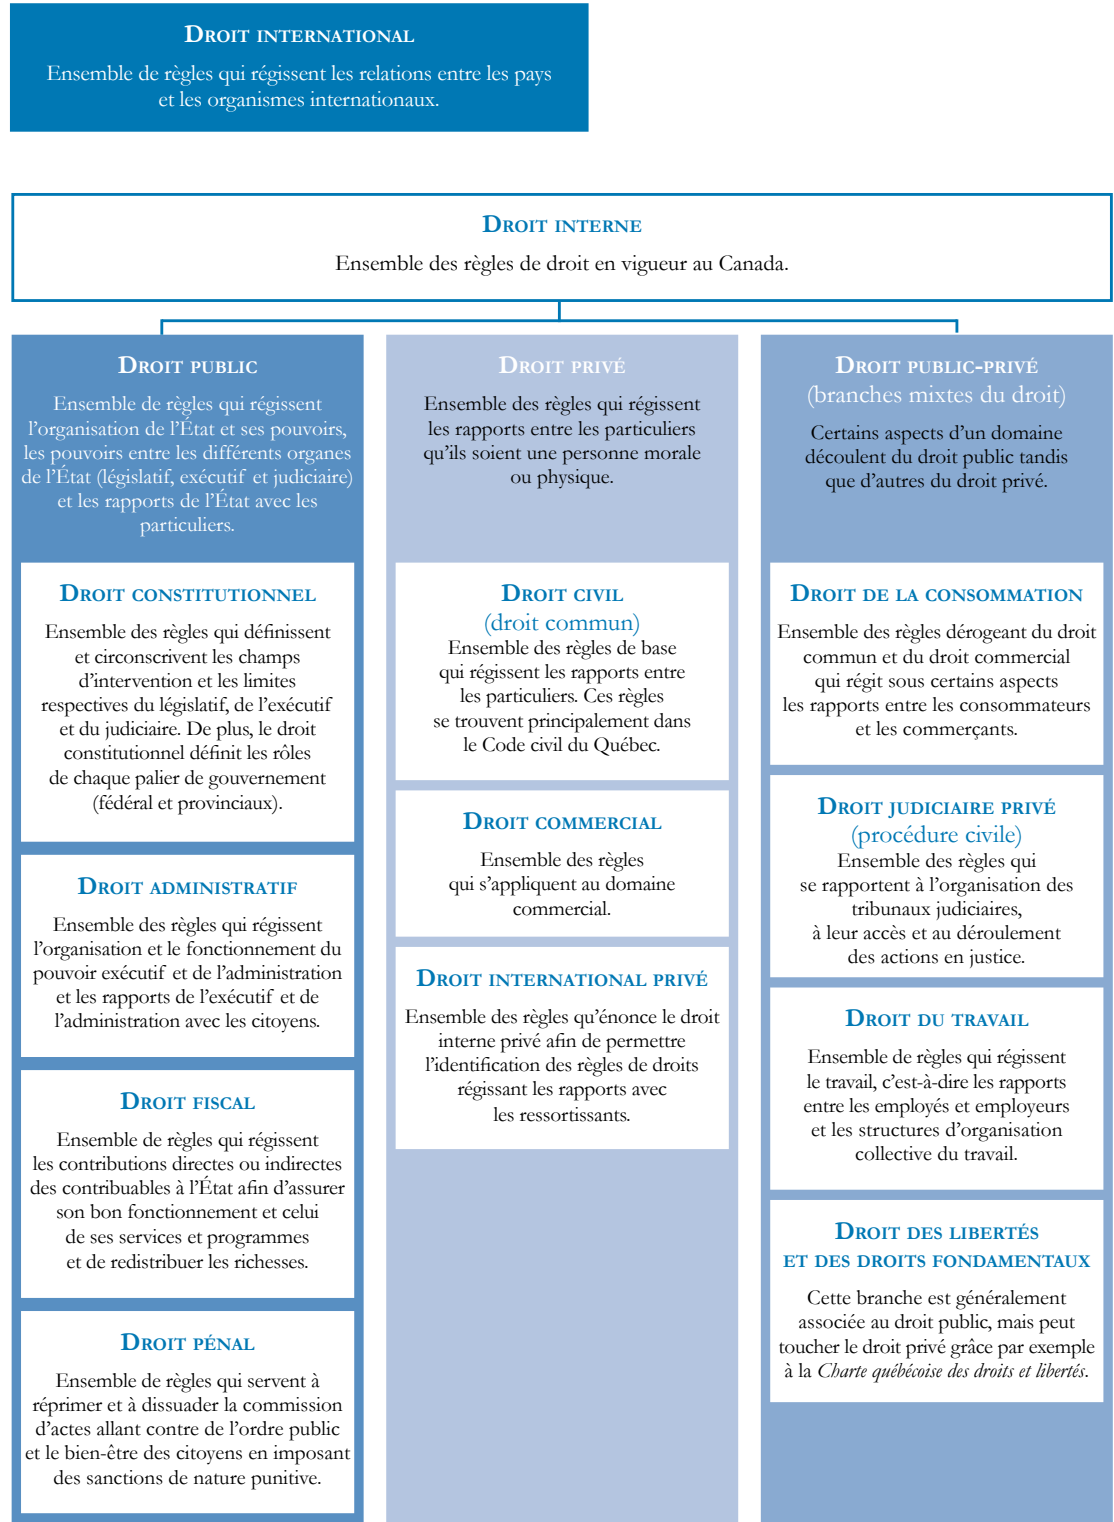 DROIT INTERNATIONAL
Ensemble de règles qui régissent les relations entre les pays
et les organismes internationaux.
DROIT INTERNE
Ensemble des règles de droit en vigueur au Canada.
DROIT PUBLIC
Ensemble de règles qui régissent
l’organisation de l’État et ses pouvoirs,
les pouvoirs entre les différents organes
de l’État (législatif, exécutif et judiciaire)
et les rapports de l’État avec les
particuliers.
DROIT CONSTITUTIONNEL
Ensemble des règles qui définissent
et circonscrivent les champs
d’intervention et les limites
respectives du législatif, de l’exécutif
et du judiciaire. De plus, le droit
constitutionnel définit les rôles
de chaque palier de gouvernement
(fédéral et provinciaux).
DROIT ADMINISTRATIF
Ensemble des règles qui régissent
l’organisation et le fonctionnement du
pouvoir exécutif et de l’administration
et les rapports de l’exécutif et de
l’administration avec les citoyens.
DROIT FISCAL
Ensemble de règles qui régissent
les contributions directes ou indirectes
des contribuables à l’État afin d’assurer
son bon fonctionnement et celui
de ses services et programmes
et de redistribuer les richesses.
DROIT PÉNAL
Ensemble de règles qui servent à
réprimer et à dissuader la commission
d’actes allant contre de l’ordre public
et le bien-être des citoyens en imposant
des sanctions de nature punitive.
DROIT PRIVÉ
Ensemble des règles qui régissent
les rapports entre les particuliers
qu’ils soient une personne morale
ou physique.
DROIT CIVIL
(droit commun)
Ensemble des règles de base
qui régissent les rapports entre
les particuliers. Ces règles
se trouvent principalement dans
le Code civil du Québec.
DROIT COMMERCIAL
Ensemble des règles
qui s’appliquent au domaine
commercial.
DROIT INTERNATIONAL PRIVÉ
Ensemble des règles qu’énonce le droit
interne privé afin de permettre
l’identification des règles de droits
régissant les rapports avec
les ressortissants.
DROIT PUBLIC-PRIVÉ
(branches mixtes du droit)
Certains aspects d’un domaine
découlent du droit public tandis
que d’autres du droit privé.
DROIT DE LA CONSOMMATION
Ensemble des règles dérogeant du droit
commun et du droit commercial
qui régit sous certains aspects
les rapports entre les consommateurs
et les commerçants.
DROIT JUDICIAIRE PRIVÉ
(procédure civile)
Ensemble des règles qui
se rapportent à l’organisation des
tribunaux judiciaires,
à leur accès et au déroulement
des actions en justice.
DROIT DU TRAVAIL
Ensemble de règles qui régissent
le travail, c’est-à-dire les rapports
entre les employés et employeurs
et les structures d’organisation
collective du travail.
DROIT DES LIBERTÉS
ET DES DROITS FONDAMENTAUX
Cette branche est généralement
associée au droit public, mais peut
toucher le droit privé grâce par exemple
à la Charte québécoise des droits et libertés.